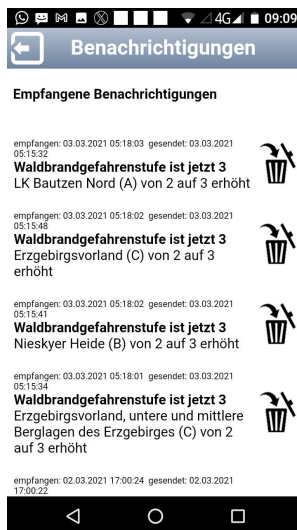 4G 09:09
Benachrichtigungen
Empfangene Benachrichtigungen
empfangen: 03.03.2021 05:18:03 gesendet: 03.03.2021
05:15:32
Waldbrandgefahrenstufe ist jetzt 3
LK Bautzen Nord (A) von 2 auf 3 erhöht
empfangen: 03.03.2021 05:18:02 gesendet: 03.03.2021
05:15:48
Waldbrandgefahrenstufe ist jetzt 3
Erzgebirgsvorland (C) von 2 auf 3
erhöht
empfangen: 03.03.2021 05:18:02 gesendet: 03.03.2021
05:15:41
Waldbrandgefahrenstufe ist jetzt 3
Nieskyer Heide (B) von 2 auf 3 erhöht
empfangen: 03.03.2021 05:18:01 gesendet: 03.03.2021
05:15:34
Waldbrandgefahrenstufe ist jetzt 3
Erzgebirgsvorland, untere und mittlere
Berglagen des Erzgebirges (C) von 2
auf 3 erhöht
empfangen: 02.03.2021 17:00:24 gesendet: 02.03.2021
17:00:22